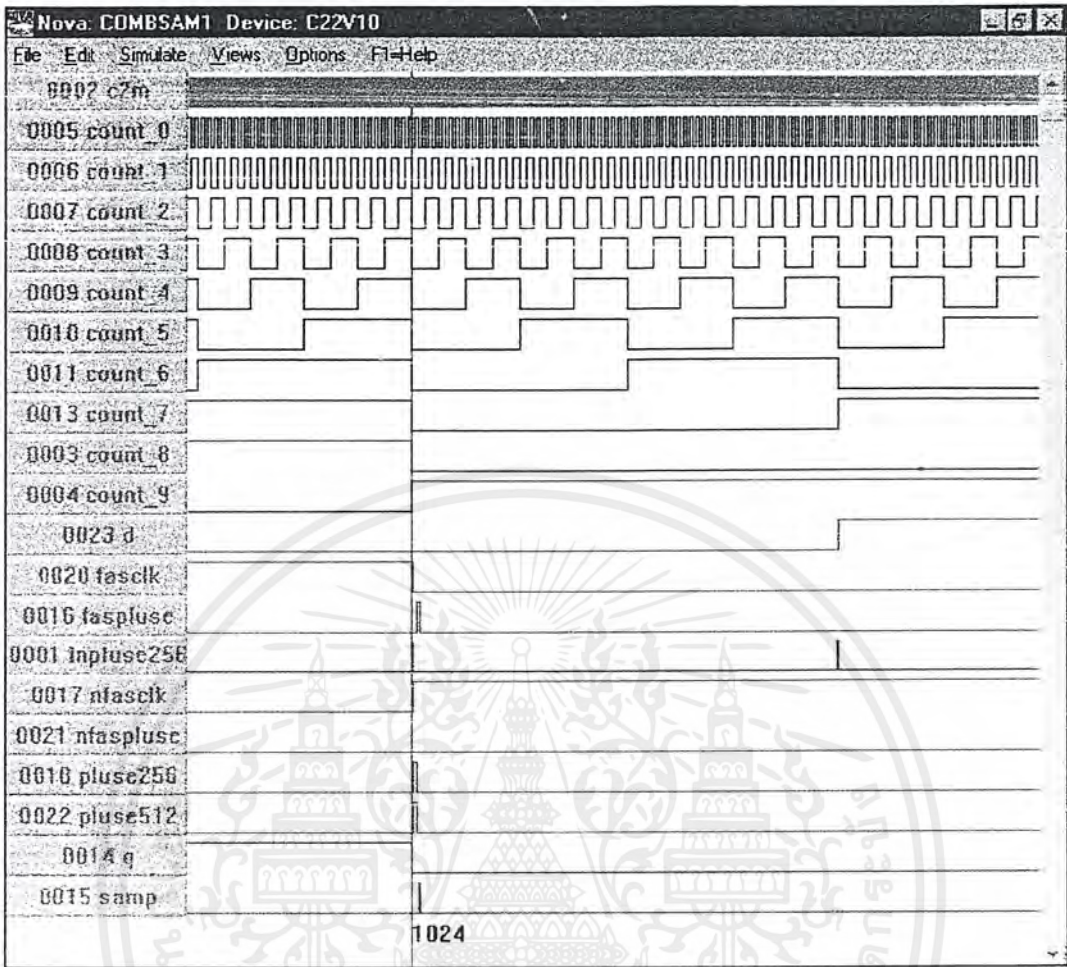 Nova: COMBSAM1 Device: C22V10
File Edit Simulate Views Options F1=Help
0002 c2m
0005 count_0
0006 count_1
0007 count_2
0008 count_3
0009 count_4
0010 count_5
0011 count_6
0013 count_7
0003 count_8
0004 count_9
0023 d
0020 fasclk
0016 faspluse
0001 inpluse256
0017 nfasclk
0021 nfaspluse
0018 pluse256
0022 pluse512
0014 q
0015 samp
1024